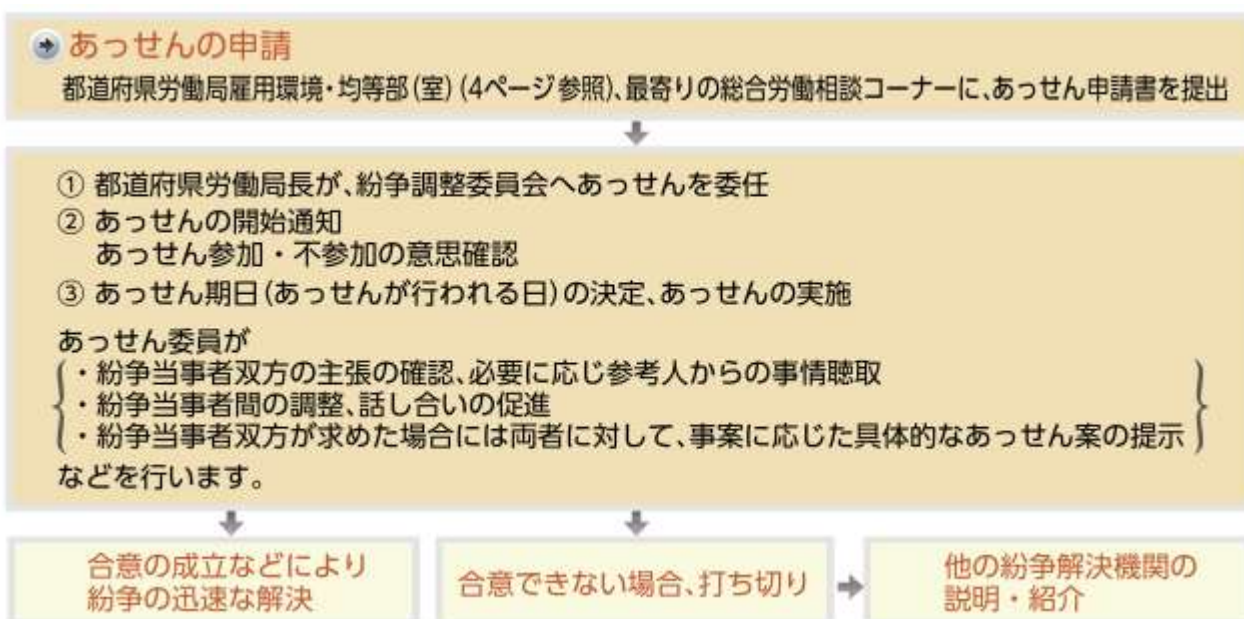 あっせんの申請
都道府県労働局雇用環境・均等部(室)(4ページ参照)、最寄りの総合労働相談コーナーに、あっせん申請書を提出
① 都道府県労働局長が、紛争調整委員会へあっせんを委任
② あっせんの開始通知
あっせん参加・不参加の意思確認
③ あっせん期日(あっせんが行われる日)の決定、あっせんの実施
あっせん委員が
・紛争当事者双方の主張の確認、必要に応じ参考人からの事情聴取
・紛争当事者間の調整、話し合いの促進
・紛争当事者双方が求めた場合には両者に対して、事案に応じた具体的なあっせん案の提示
などを行います。
合意の成立などにより
紛争の迅速な解決
合意できない場合、打ち切り
他の紛争解決機関の
説明・紹介